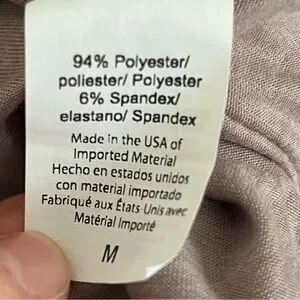 94% Polyester/
poliester/ Polyester
6% Spandex/
elastano/ Spandex
Made in the USA of
Imported Material
Hecho en estados unidos
con material importado
Fabriqué aux États-Unis avec
Matérial Importé
M